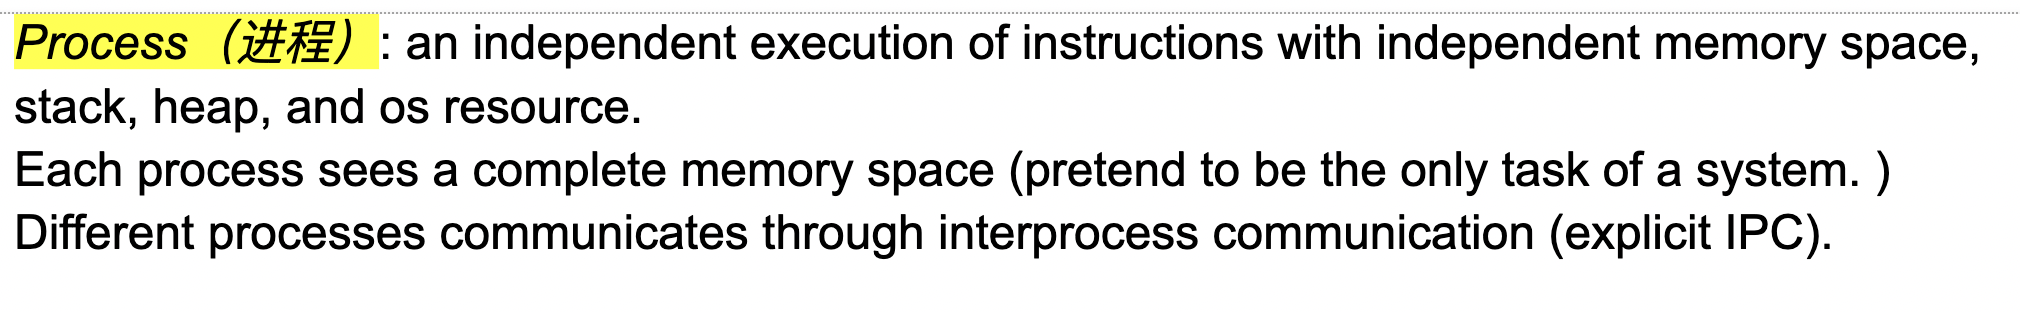 Process（进程）: an independent execution of instructions with independent memory space,
stack, heap, and os resource.
Each process sees a complete memory space (pretend to be the only task of a system. )
Different processes communicates through interprocess communication (explicit IPC).